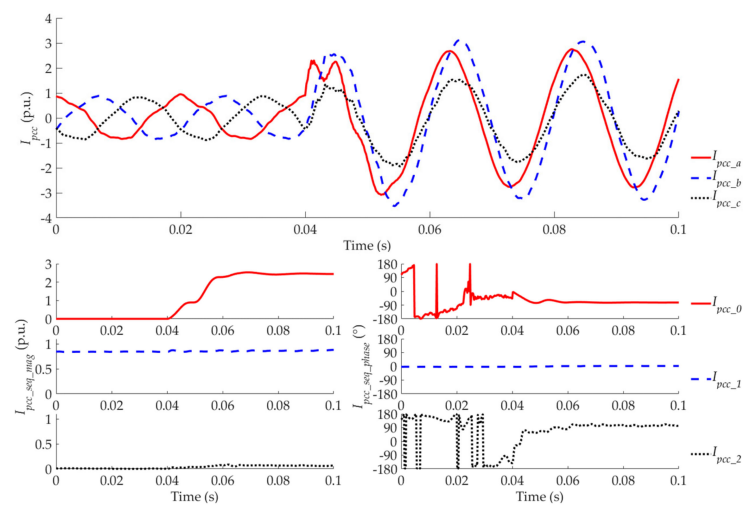 4
3
2
1
0
-1
-2
-3
-4
I_pcc (p.u.)
0 0.02 0.04 0.06 0.08 0.1
Time (s)
I_pcc_a
I_pcc_b
I_pcc_c
3
2
1
0
0 0.02 0.04 0.06 0.08 0.1
1
0.5
0
0 0.02 0.04 0.06 0.08 0.1
1
0
0 0.02 0.04 0.06 0.08 0.1
I_pcc_seq_mag (p.u.)
Time (s)
180
90
0
-90
-180
0 0.02 0.04 0.06 0.08 0.1
180
90
0
-90
-180
0 0.02 0.04 0.06 0.08 0.1
180
90
0
-90
-180
0 0.02 0.04 0.06 0.08 0.1
I_pcc_seq_phase (°)
Time (s)
I_pcc_0
I_pcc_1
I_pcc_2